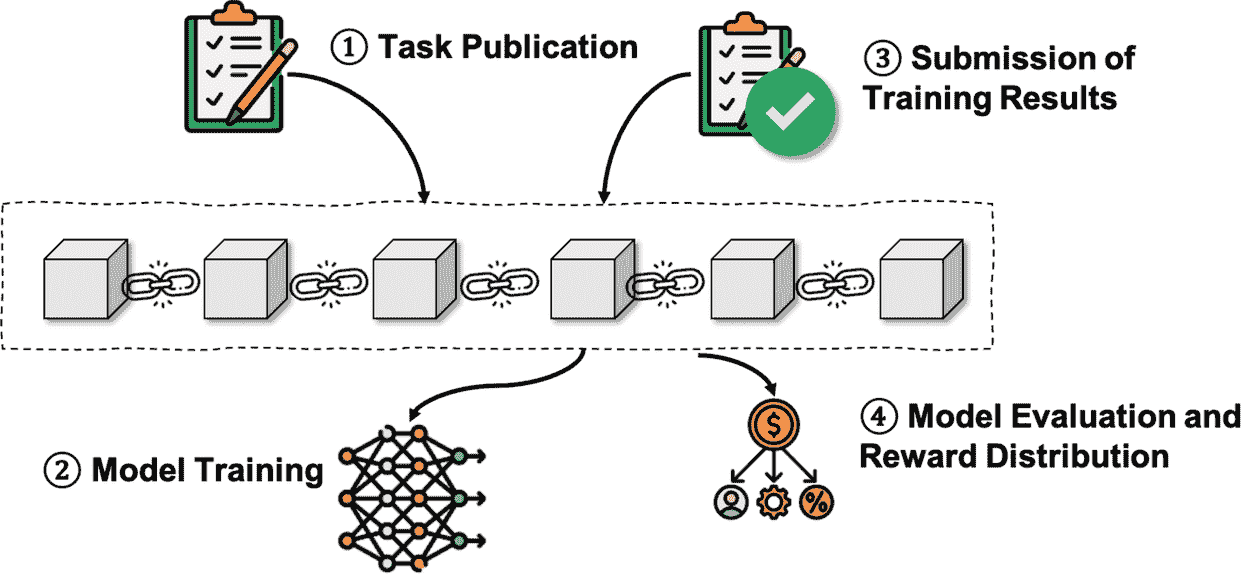 ① Task Publication
③ Submission of
Training Results
② Model Training
$
④ Model Evaluation and
Reward Distribution
%